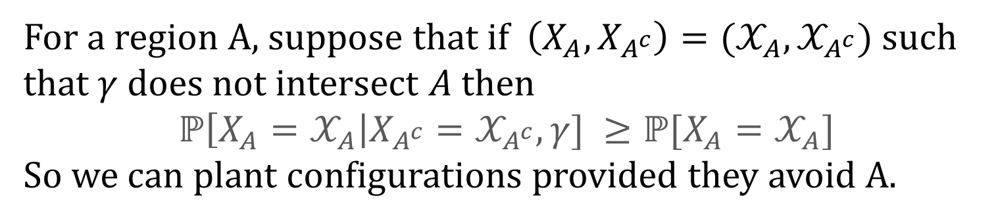 For a region A, suppose that if (X_A, X_{A^c}) = (𝒳_A, 𝒳_{A^c}) such
that γ does not intersect A then
ℙ[X_A = 𝒳_A|X_{A^c} = 𝒳_{A^c}, γ] ≥ ℙ[X_A = 𝒳_A]
So we can plant configurations provided they avoid A.